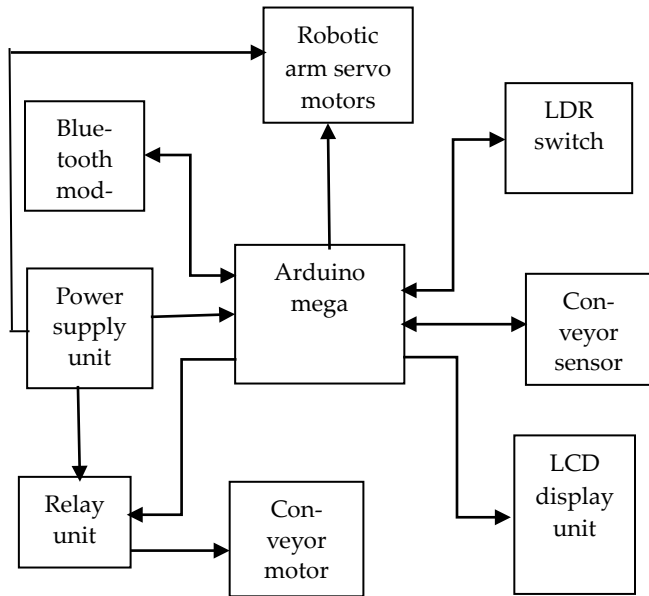 Robotic
arm servo
motors
LDR
switch
Blue-
tooth
mod-
Arduino
mega
Power
supply
unit
Con-
veyor
sensor
Relay
unit
Con-
veyor
motor
LCD
display
unit